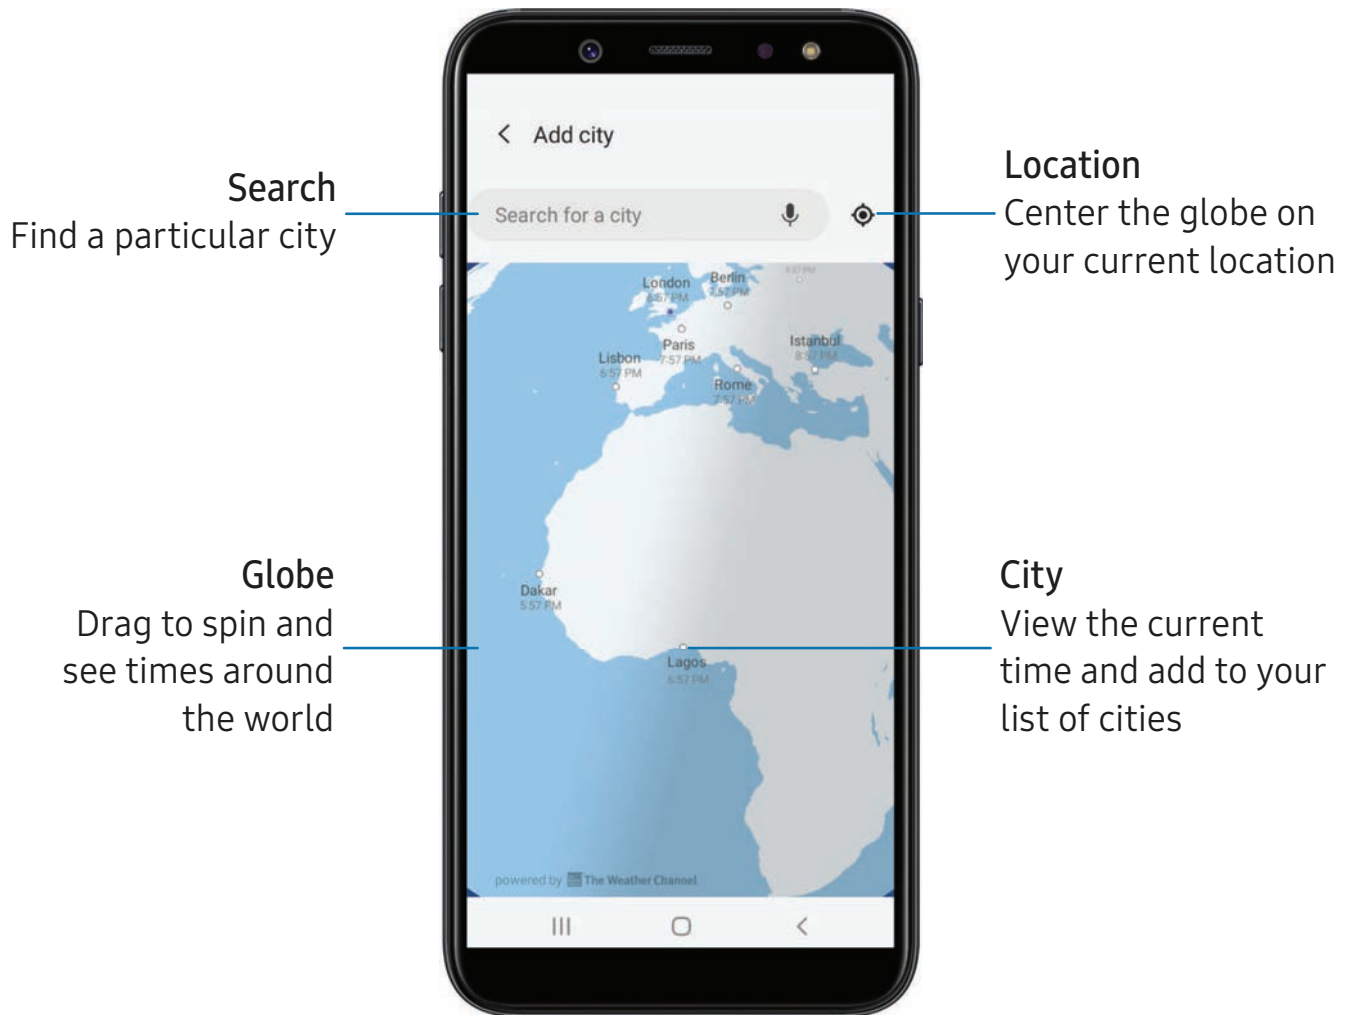 Add city
Search
Find a particular city
Search for a city
Location
Center the globe on
your current location
London
6:57 PM
Berlin
7:57 PM
8:57 PM
Paris
7:57 PM
Istanbul
8:57 PM
Lisbon
6:57 PM
Rome
7:57 PM
Globe
Drag to spin and
see times around
the world
Dakar
5:57 PM
Lagos
6:57 PM
City
View the current
time and add to your
list of cities
powered by The Weather Channel